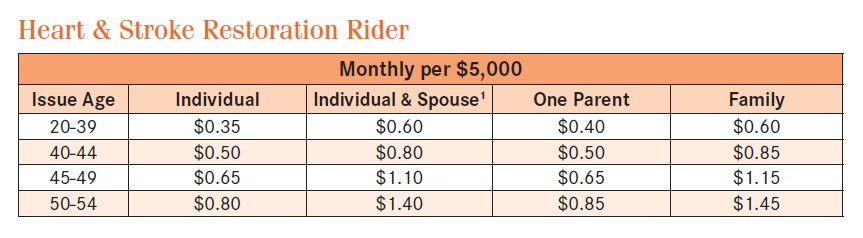 Heart & Stroke Restoration Rider
Monthly per $5,000
Issue Age Individual Individual & Spouse¹ One Parent Family
20-39 $0.35 $0.60 $0.40 $0.60
40-44 $0.50 $0.80 $0.50 $0.85
45-49 $0.65 $1.10 $0.65 $1.15
50-54 $0.80 $1.40 $0.85 $1.45